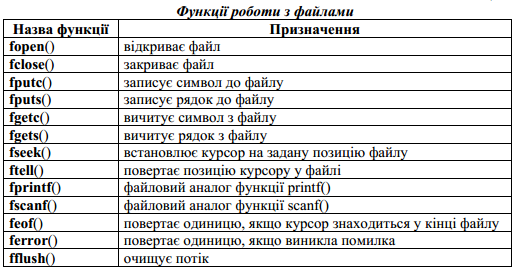 Функції роботи з файлами
Назва функції Призначення
fopen() відкриває файл
fclose() закриває файл
fputc() записує символ до файлу
fputs() записує рядок до файлу
fgetc() вичитує символ з файлу
fgets() вичитує рядок з файлу
fseek() встановлює курсор на задану позицію файлу
ftell() повертає позицію курсору у файлі
fprintf() файловий аналог функції printf()
fscanf() файловий аналог функції scanf()
feof() повертає одиницю, якщо курсор знаходиться у кінці файлу
ferror() повертає одиницю, якщо виникла помилка
fflush() очищує потік